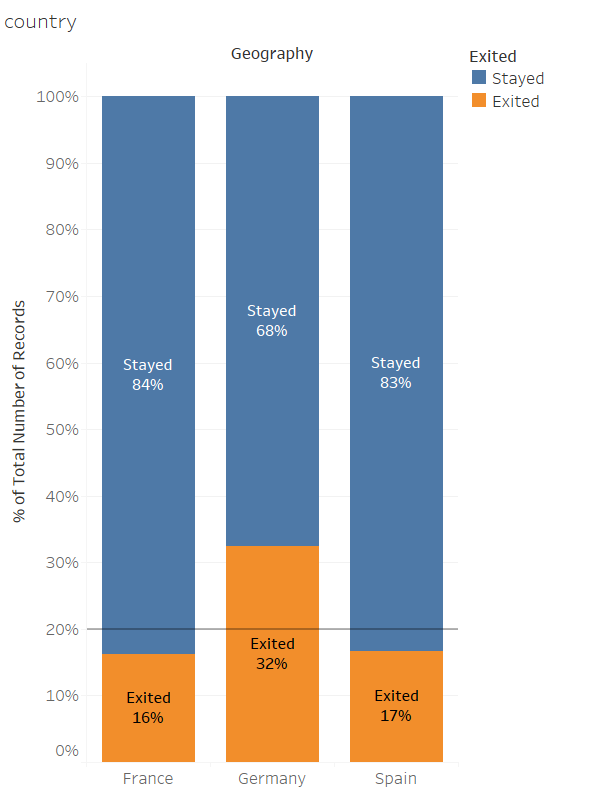 country
Geography
Exited
Stayed
Exited
% of Total Number of Records
100%
90%
80%
70%
60%
50%
40%
30%
20%
10%
0%
Stayed
84%
Exited
16%
Stayed
68%
Exited
32%
Stayed
83%
Exited
17%
France
Germany
Spain